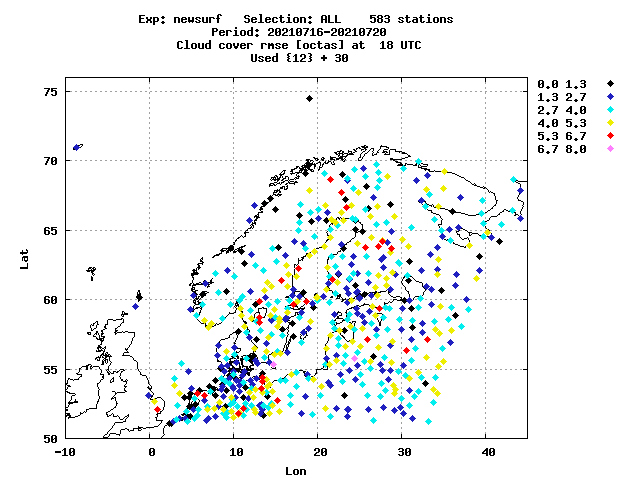 Exp: newsurf   Selection: ALL    583 stations
Period: 20210716-20210720
Cloud cover rmse [octas] at  18 UTC
Used {12} + 30
0.0 1.3
1.3 2.7
2.7 4.0
4.0 5.3
5.3 6.7
6.7 8.0
75
70
65
60
55
50
Lat
-10 0 10 20 30 40
Lon